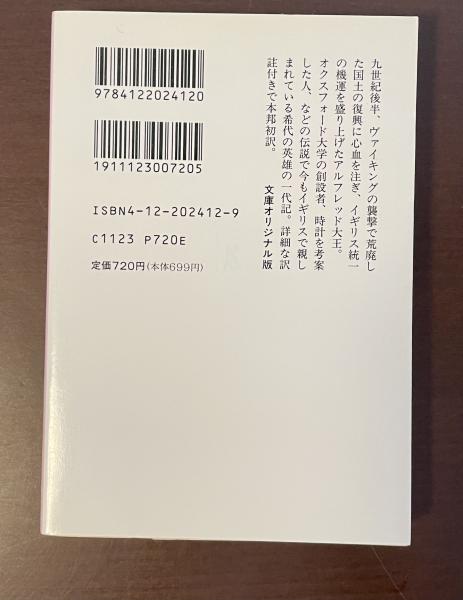 9784122024120
1911123007205
ISBN4-12-202412-9
C1123 P720E
定価720円(本体699円)
九世紀後半、ヴァイキングの襲撃で荒廃し
た国土の復興に心血を注ぎ、イギリス統一
の機運を盛り上げたアルフレッド大王。
オクスフォード大学の創設者、時計を考案
した人、などの伝説で今もイギリスで親し
まれている希代の英雄の一代記。詳細な訳
註付きで本邦初訳。
文庫オリジナル版